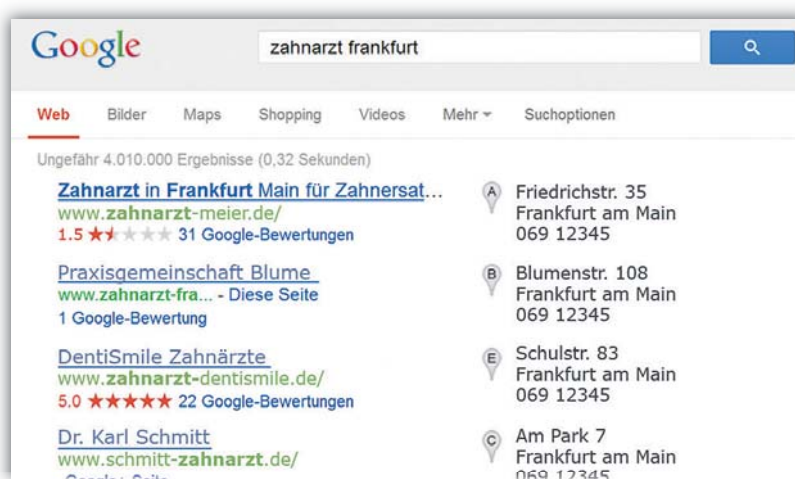 Google
zahnarzt frankfurt
Web Bilder Maps Shopping Videos Mehr Suchoptionen
Ungefähr 4.010.000 Ergebnisse (0,32 Sekunden)
Zahnarzt in Frankfurt Main für Zahnersat...
www.zahnarzt-meier.de/
1.5 31 Google-Bewertungen
A Friedrichstr. 35
Frankfurt am Main
069 12345
Praxisgemeinschaft Blume
www.zahnarzt-fra... - Diese Seite
1 Google-Bewertung
B Blumenstr. 108
Frankfurt am Main
069 12345
DentiSmile Zahnärzte
www.zahnarzt-dentismile.de/
5.0 22 Google-Bewertungen
E Schulstr. 83
Frankfurt am Main
069 12345
Dr. Karl Schmitt
www.schmitt-zahnarzt.de/
Google+ Seite
C Am Park 7
Frankfurt am Main
069 12345